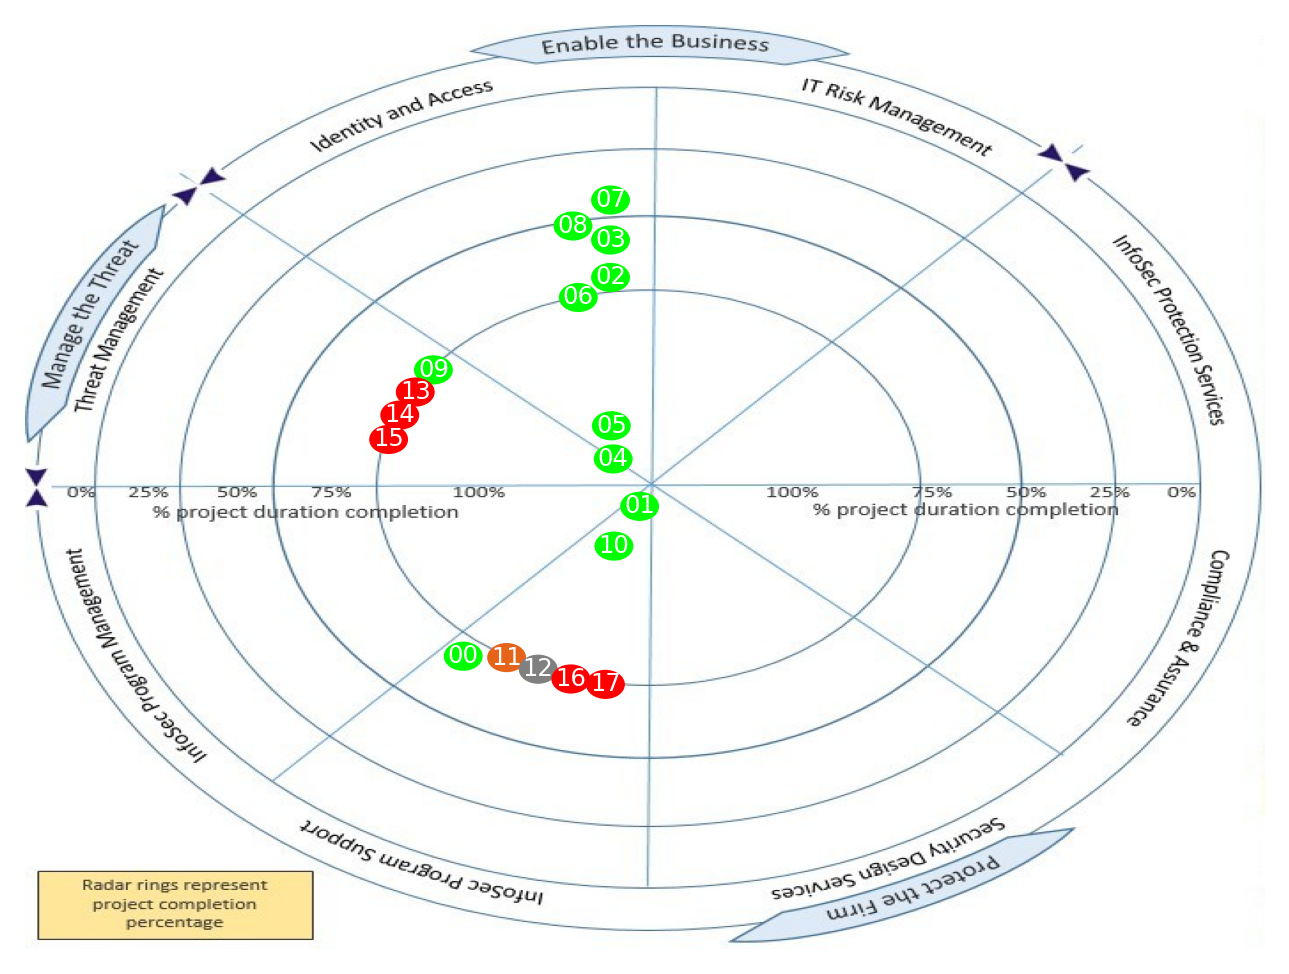 Enable the Business
Identity and Access
IT Risk Management
Manage the Threat
Threat Management
InfoSec Protection Services
07
08
03
02
06
09
13
14
15
05
04
0%
25%
50%
75%
100%
100%
75%
50%
25%
0%
% project duration completion
% project duration completion
01
10
00
11
12
16
17
InfoSec Program Management
Compliance & Assurance
InfoSec Program Support
Security Design Services
Protect the Firm
Radar rings represent
project completion
percentage